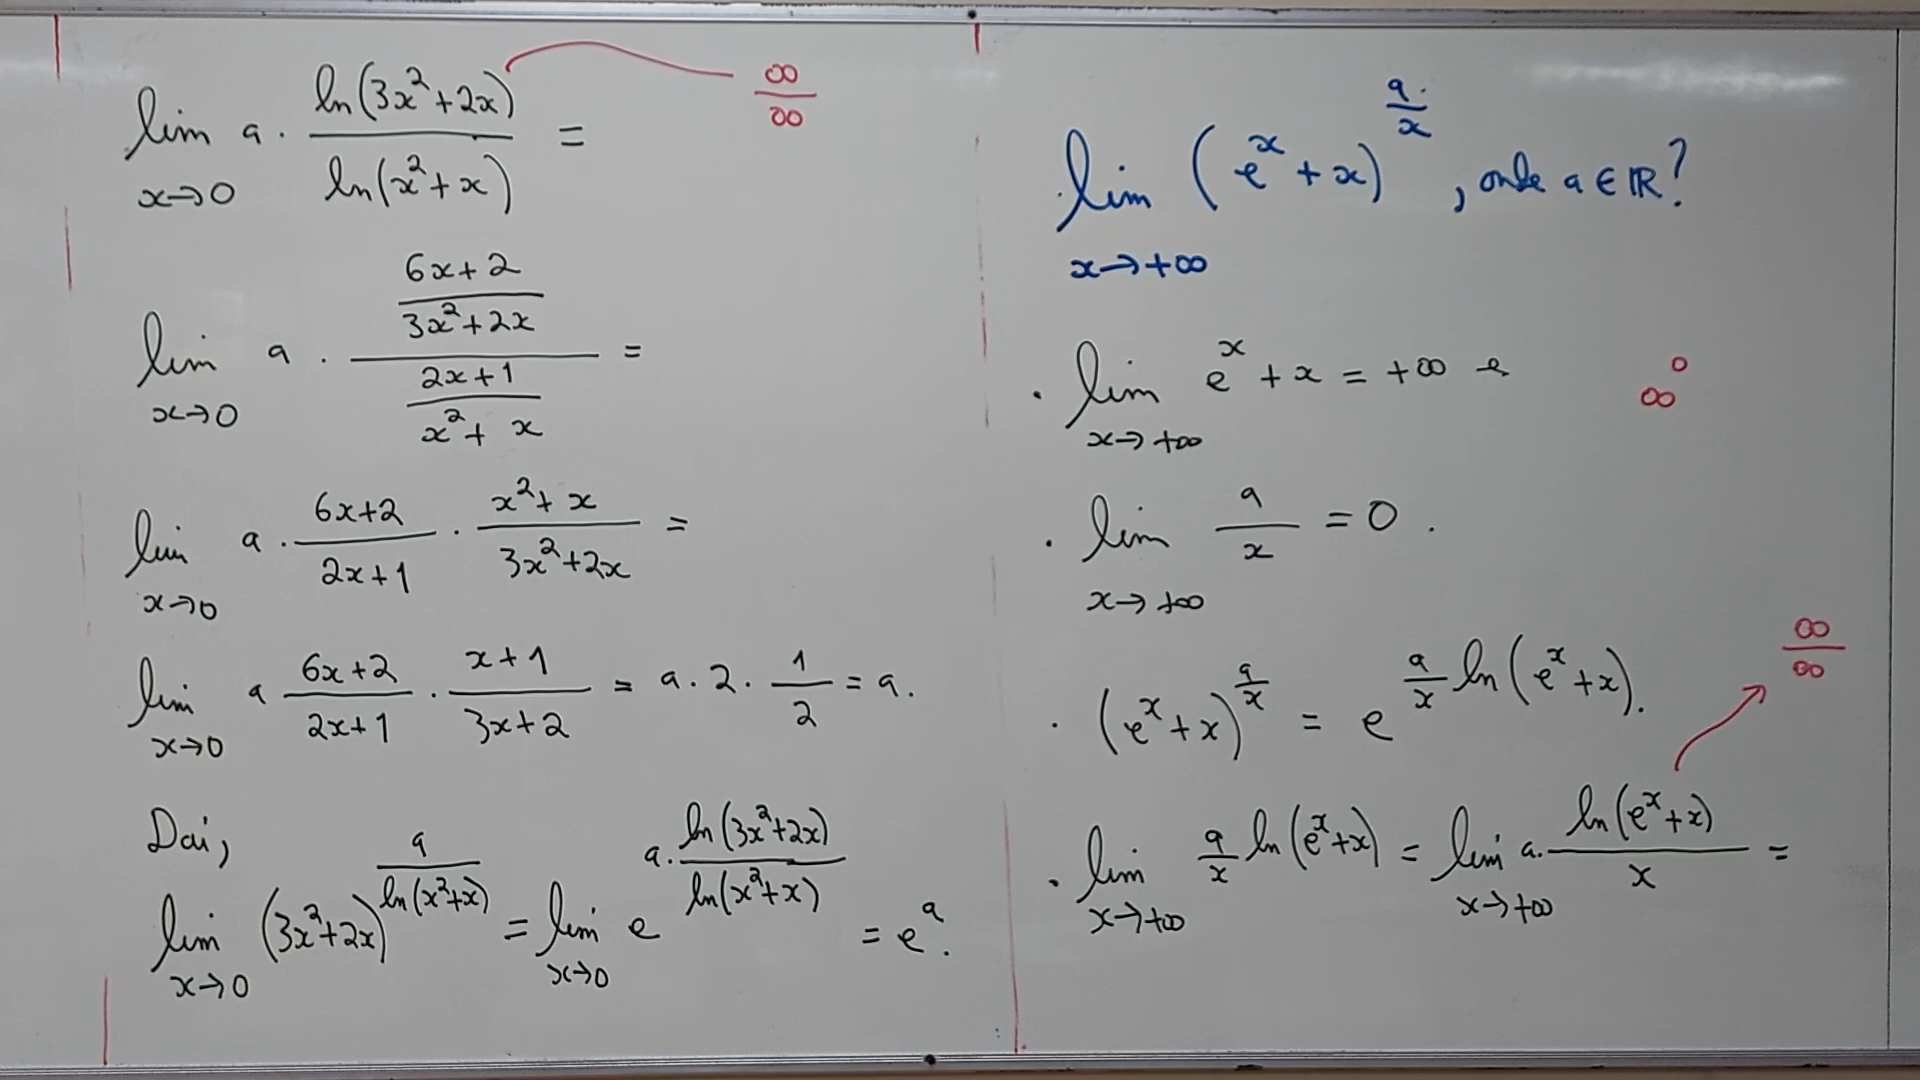 lim x→0 a · ln(3x²+2x) / ln(x²+x) =
∞/∞
lim x→0 a · ((6x+2)/(3x²+2x)) / ((2x+1)/(x²+x)) =
lim x→0 a · (6x+2)/(2x+1) · (x²+x)/(3x²+2x) =
lim x→0 a (6x+2)/(2x+1) · (x+1)/(3x+2) = a · 2 · 1/2 = a.
Dai,
lim x→0 (3x²+2x)^(a/ln(x²+x)) = lim x→0 e^(a · ln(3x²+2x)/ln(x²+x)) = e^a.
lim x→+∞ (e^x + x)^(a/x), onde a ∈ ℝ?
· lim x→+∞ e^x + x = +∞ e
∞^0
· lim x→+∞ a/x = 0.
· (e^x + x)^(a/x) = e^(a/x ln(e^x + x)).
∞/∞
· lim x→+∞ a/x ln(e^x + x) = lim x→+∞ a · ln(e^x + x)/x =